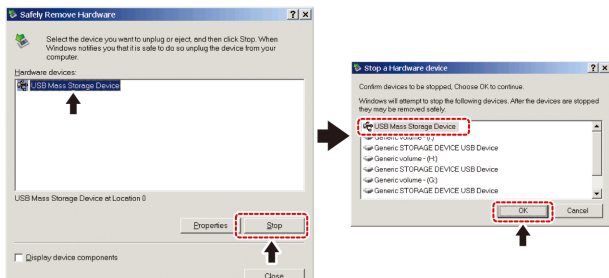 Safely Remove Hardware
Select the device you want to unplug or eject, and then click Stop. When
Windows notifies you that it is safe to do so unplug the device from your
computer.
Hardware devices:
USB Mass Storage Device
USB Mass Storage Device at Location 0
Properties
Stop
Display device components
Close
Stop a Hardware device
Confirm devices to be stopped, Choose OK to continue.
Windows will attempt to stop the following devices. After the devices are stopped
they may be removed safely.
USB Mass Storage Device
Generic volume - (I:)
Generic STORAGE DEVICE USB Device
Generic volume - (H:)
Generic STORAGE DEVICE USB Device
Generic volume - (G:)
Generic STORAGE DEVICE USB Device
OK
Cancel